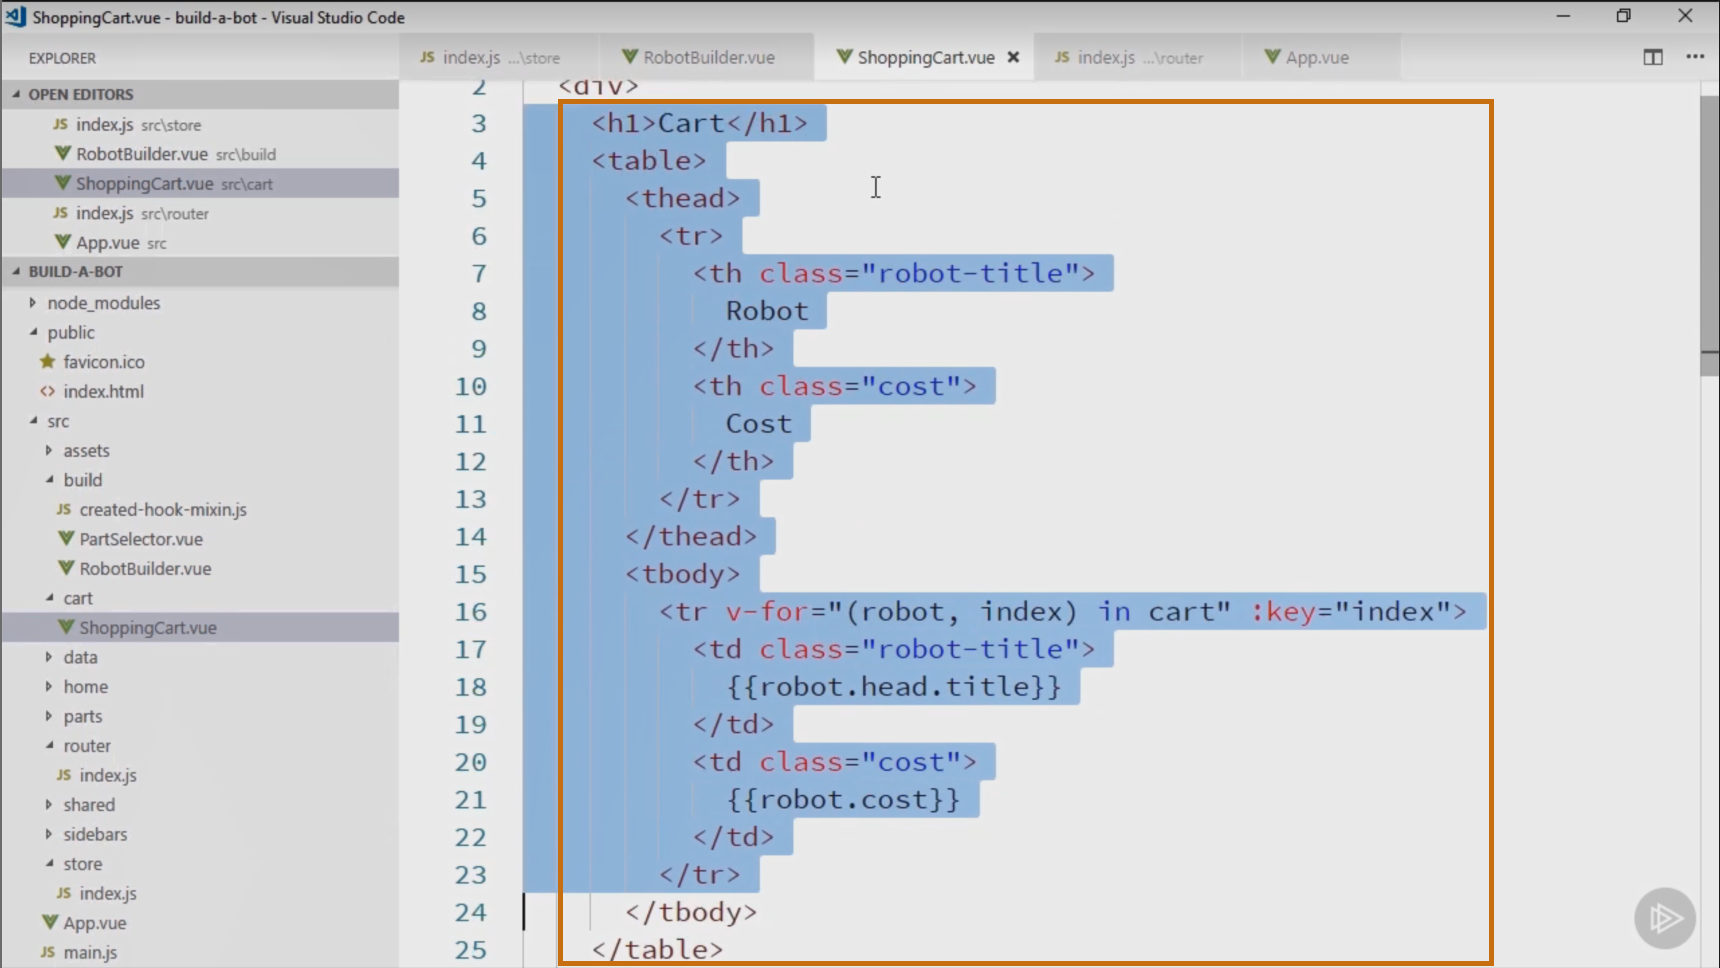 ShoppingCart.vue - build-a-bot - Visual Studio Code
EXPLORER
OPEN EDITORS
JS index.js src\store
RobotBuilder.vue src\build
ShoppingCart.vue src\cart
index.js src\router
App.vue src
BUILD-A-BOT
node_modules
public
favicon.ico
<> index.html
src
assets
build
JS created-hook-mixin.js
PartSelector.vue
RobotBuilder.vue
cart
ShoppingCart.vue
data
home
parts
router
JS index.js
shared
sidebars
store
JS index.js
App.vue
JS main.js
JS index.js ...\store
RobotBuilder.vue
ShoppingCart.vue
JS index.js ...\router
App.vue
2 <div>
3 <h1>Cart</h1>
4 <table>
5 <thead>
6 <tr>
7 <th class="robot-title">
8 Robot
9 </th>
10 <th class="cost">
11 Cost
12 </th>
13 </tr>
14 </thead>
15 <tbody>
16 <tr v-for="(robot, index) in cart" :key="index">
17 <td class="robot-title">
18 {{robot.head.title}}
19 </td>
20 <td class="cost">
21 {{robot.cost}}
22 </td>
23 </tr>
24 </tbody>
25 </table>